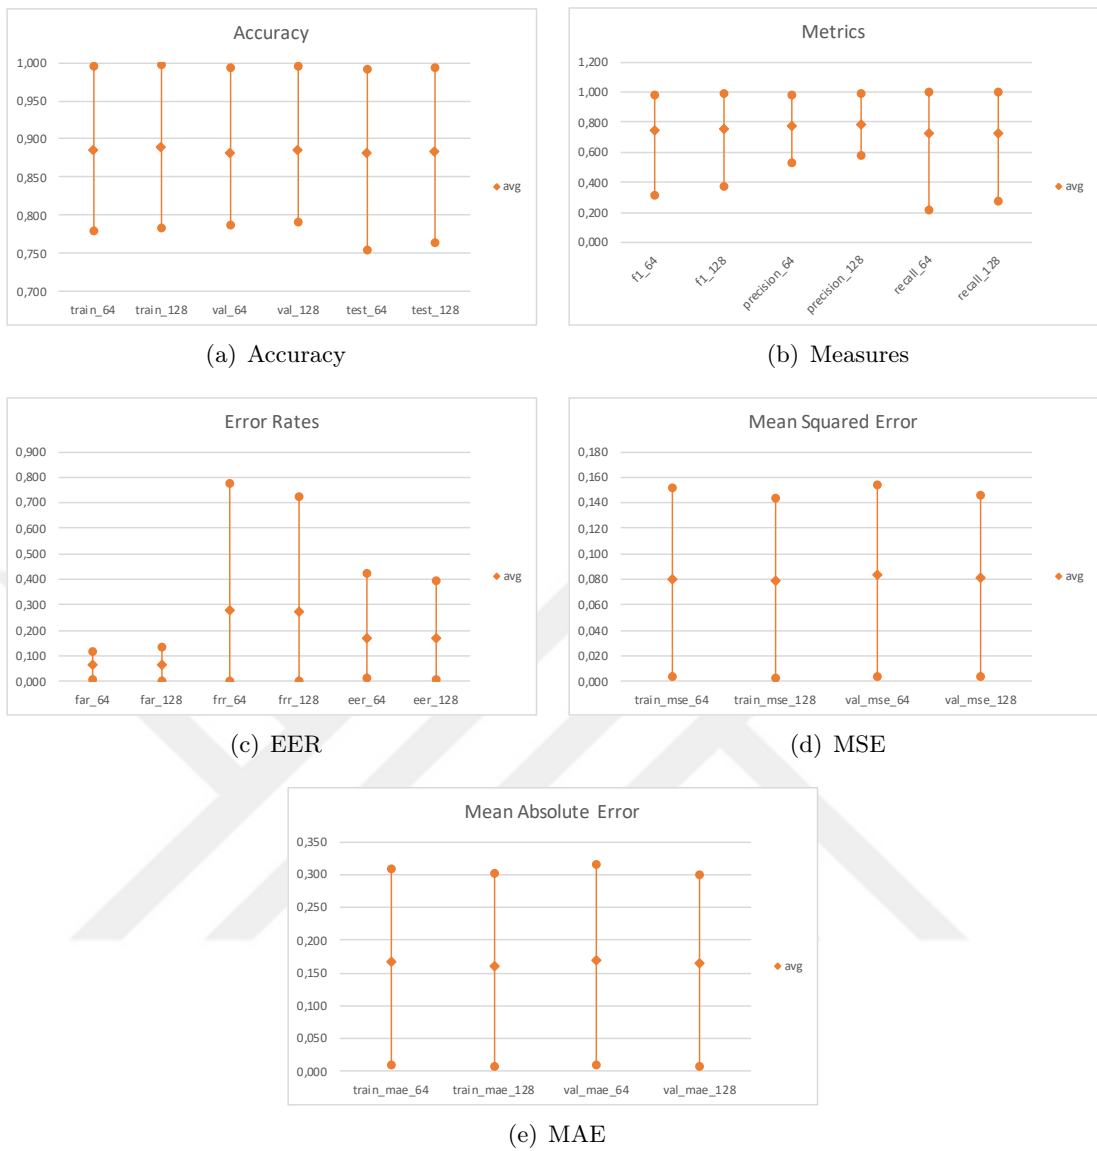 Accuracy
1,000
0,950
0,900
0,850
0,800
0,750
0,700
train_64 train_128 val_64 val_128 test_64 test_128
avg
(a) Accuracy
Metrics
1,200
1,000
0,800
0,600
0,400
0,200
0,000
f1_64 f1_128 precision_64 precision_128 recall_64 recall_128
avg
(b) Measures
Error Rates
0,900
0,800
0,700
0,600
0,500
0,400
0,300
0,200
0,100
0,000
far_64 far_128 frr_64 frr_128 eer_64 eer_128
avg
(c) EER
Mean Squared Error
0,180
0,160
0,140
0,120
0,100
0,080
0,060
0,040
0,020
0,000
train_mse_64 train_mse_128 val_mse_64 val_mse_128
avg
(d) MSE
Mean Absolute Error
0,350
0,300
0,250
0,200
0,150
0,100
0,050
0,000
train_mae_64 train_mae_128 val_mae_64 val_mae_128
avg
(e) MAE